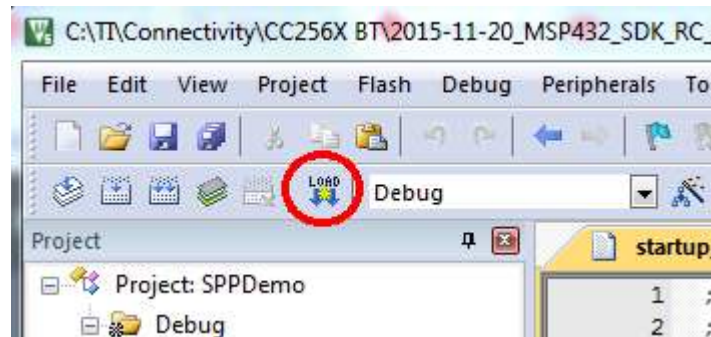 C:\TI\Connectivity\CC256X BT\2015-11-20_MSP432_SDK_RC_
File Edit View Project Flash Debug Peripherals To
LOAD Debug
Project startup
Project: SPPDemo 1 ;
Debug 2 ;